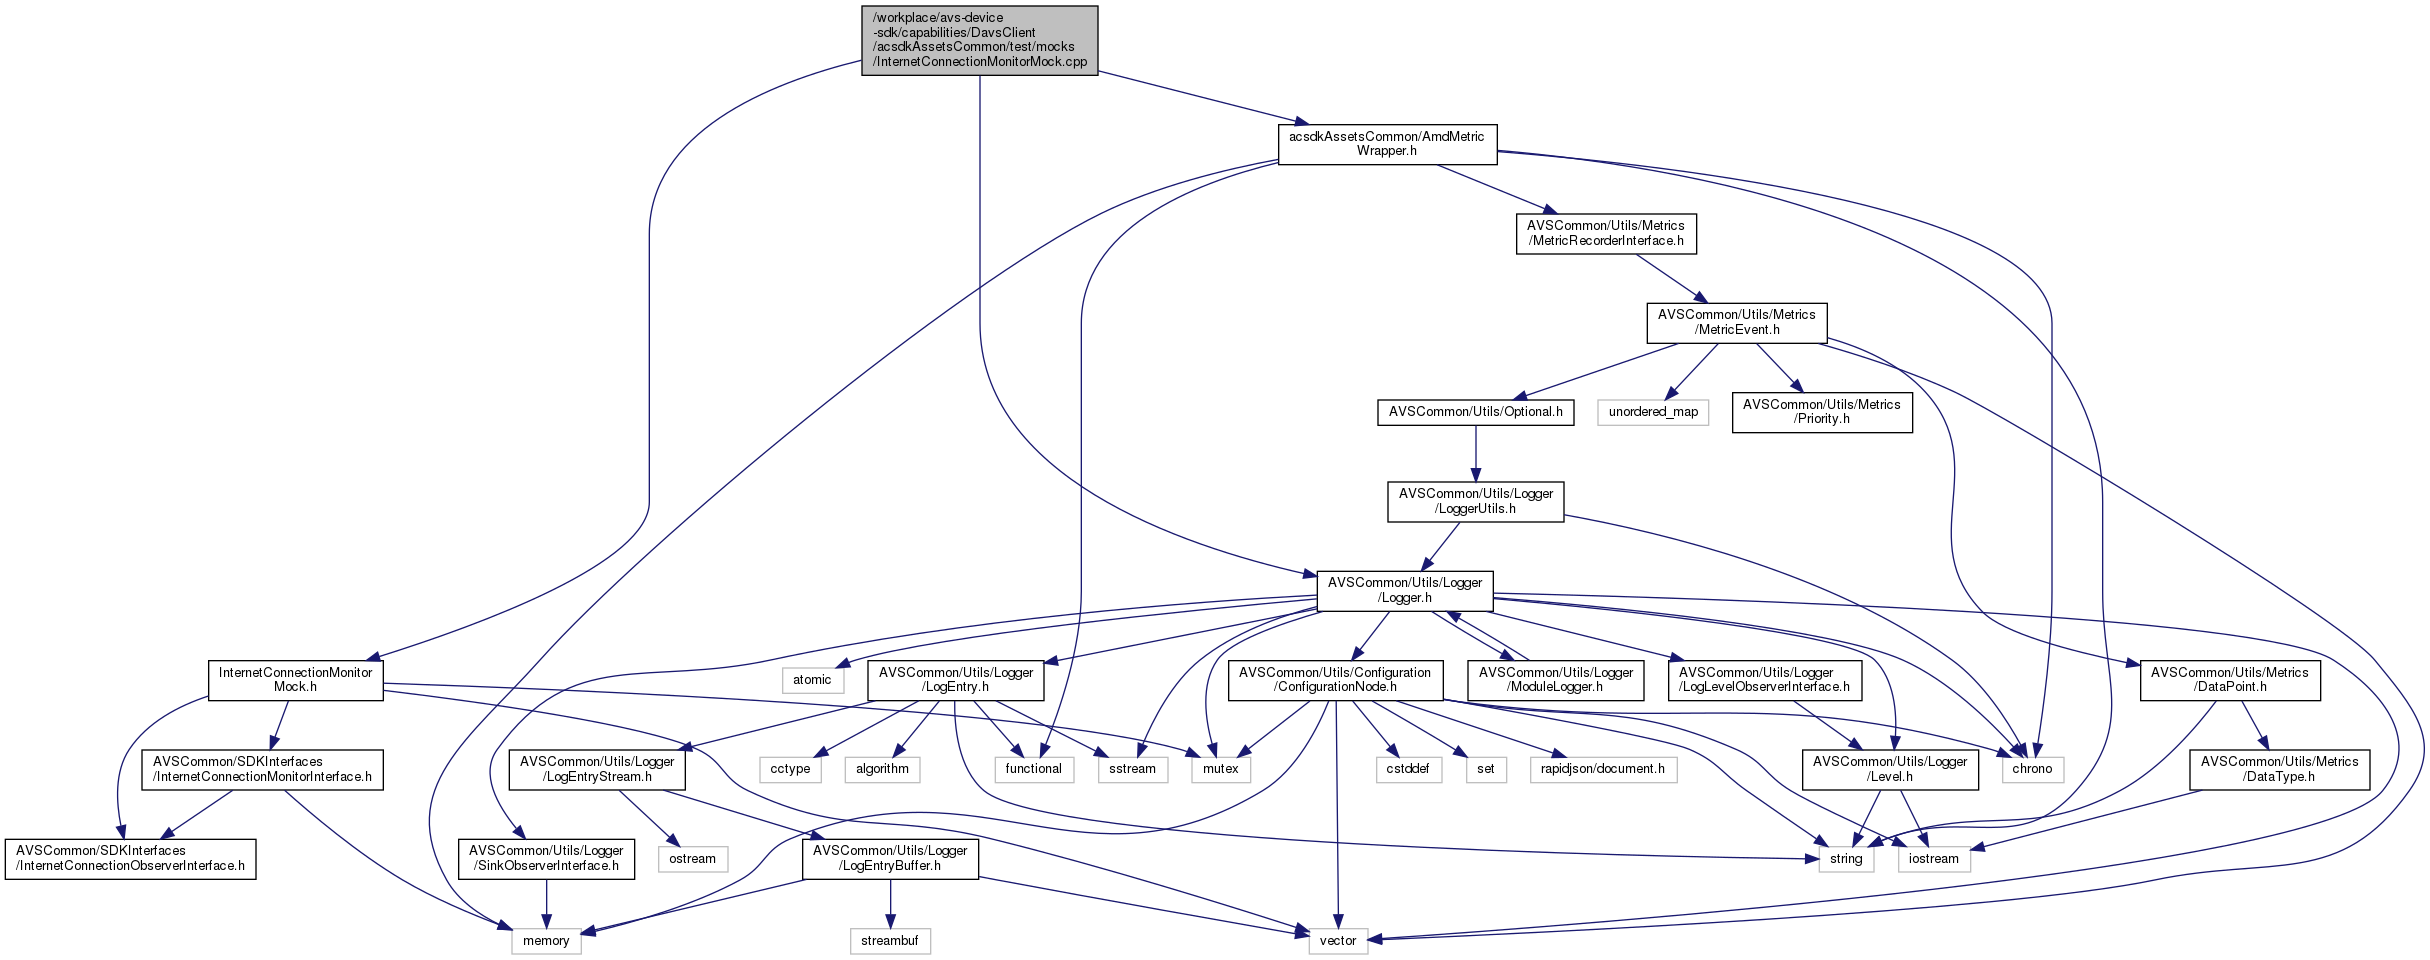 /workplace/avs-device
-sdk/capabilities/DavsClient
/acsdkAssetsCommon/test/mocks
/InternetConnectionMonitorMock.cpp
acsdkAssetsCommon/AmdMetric
Wrapper.h
AVSCommon/Utils/Metrics
/MetricRecorderInterface.h
AVSCommon/Utils/Metrics
/MetricEvent.h
AVSCommon/Utils/Optional.h
unordered_map
AVSCommon/Utils/Metrics
/Priority.h
AVSCommon/Utils/Logger
/LoggerUtils.h
AVSCommon/Utils/Logger
/Logger.h
InternetConnectionMonitor
Mock.h
atomic
AVSCommon/Utils/Logger
/LogEntry.h
AVSCommon/Utils/Configuration
/ConfigurationNode.h
AVSCommon/Utils/Logger
/ModuleLogger.h
AVSCommon/Utils/Logger
/LogLevelObserverInterface.h
AVSCommon/Utils/Metrics
/DataPoint.h
AVSCommon/SDKInterfaces
/InternetConnectionMonitorInterface.h
AVSCommon/Utils/Logger
/LogEntryStream.h
cctype
algorithm
functional
sstream
mutex
cstddef
set
rapidjson/document.h
AVSCommon/Utils/Logger
/Level.h
chrono
AVSCommon/Utils/Metrics
/DataType.h
AVSCommon/SDKInterfaces
/InternetConnectionObserverInterface.h
AVSCommon/Utils/Logger
/SinkObserverInterface.h
ostream
AVSCommon/Utils/Logger
/LogEntryBuffer.h
string
iostream
memory
streambuf
vector